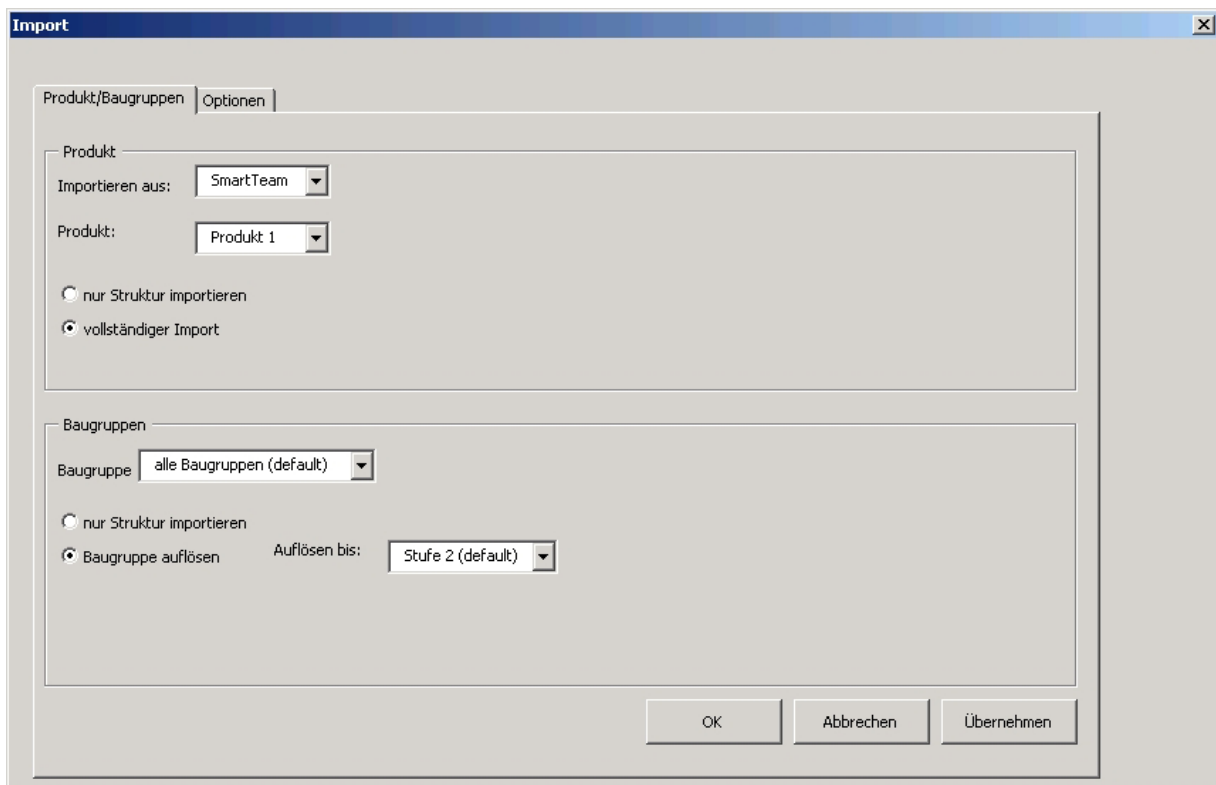 Import
Produkt/Baugruppen Optionen
Produkt
Importieren aus: SmartTeam
Produkt: Produkt 1
nur Struktur importieren
vollständiger Import
Baugruppen
Baugruppe alle Baugruppen (default)
nur Struktur importieren
Baugruppe auflösen Auflösen bis: Stufe 2 (default)
OK Abbrechen Übernehmen